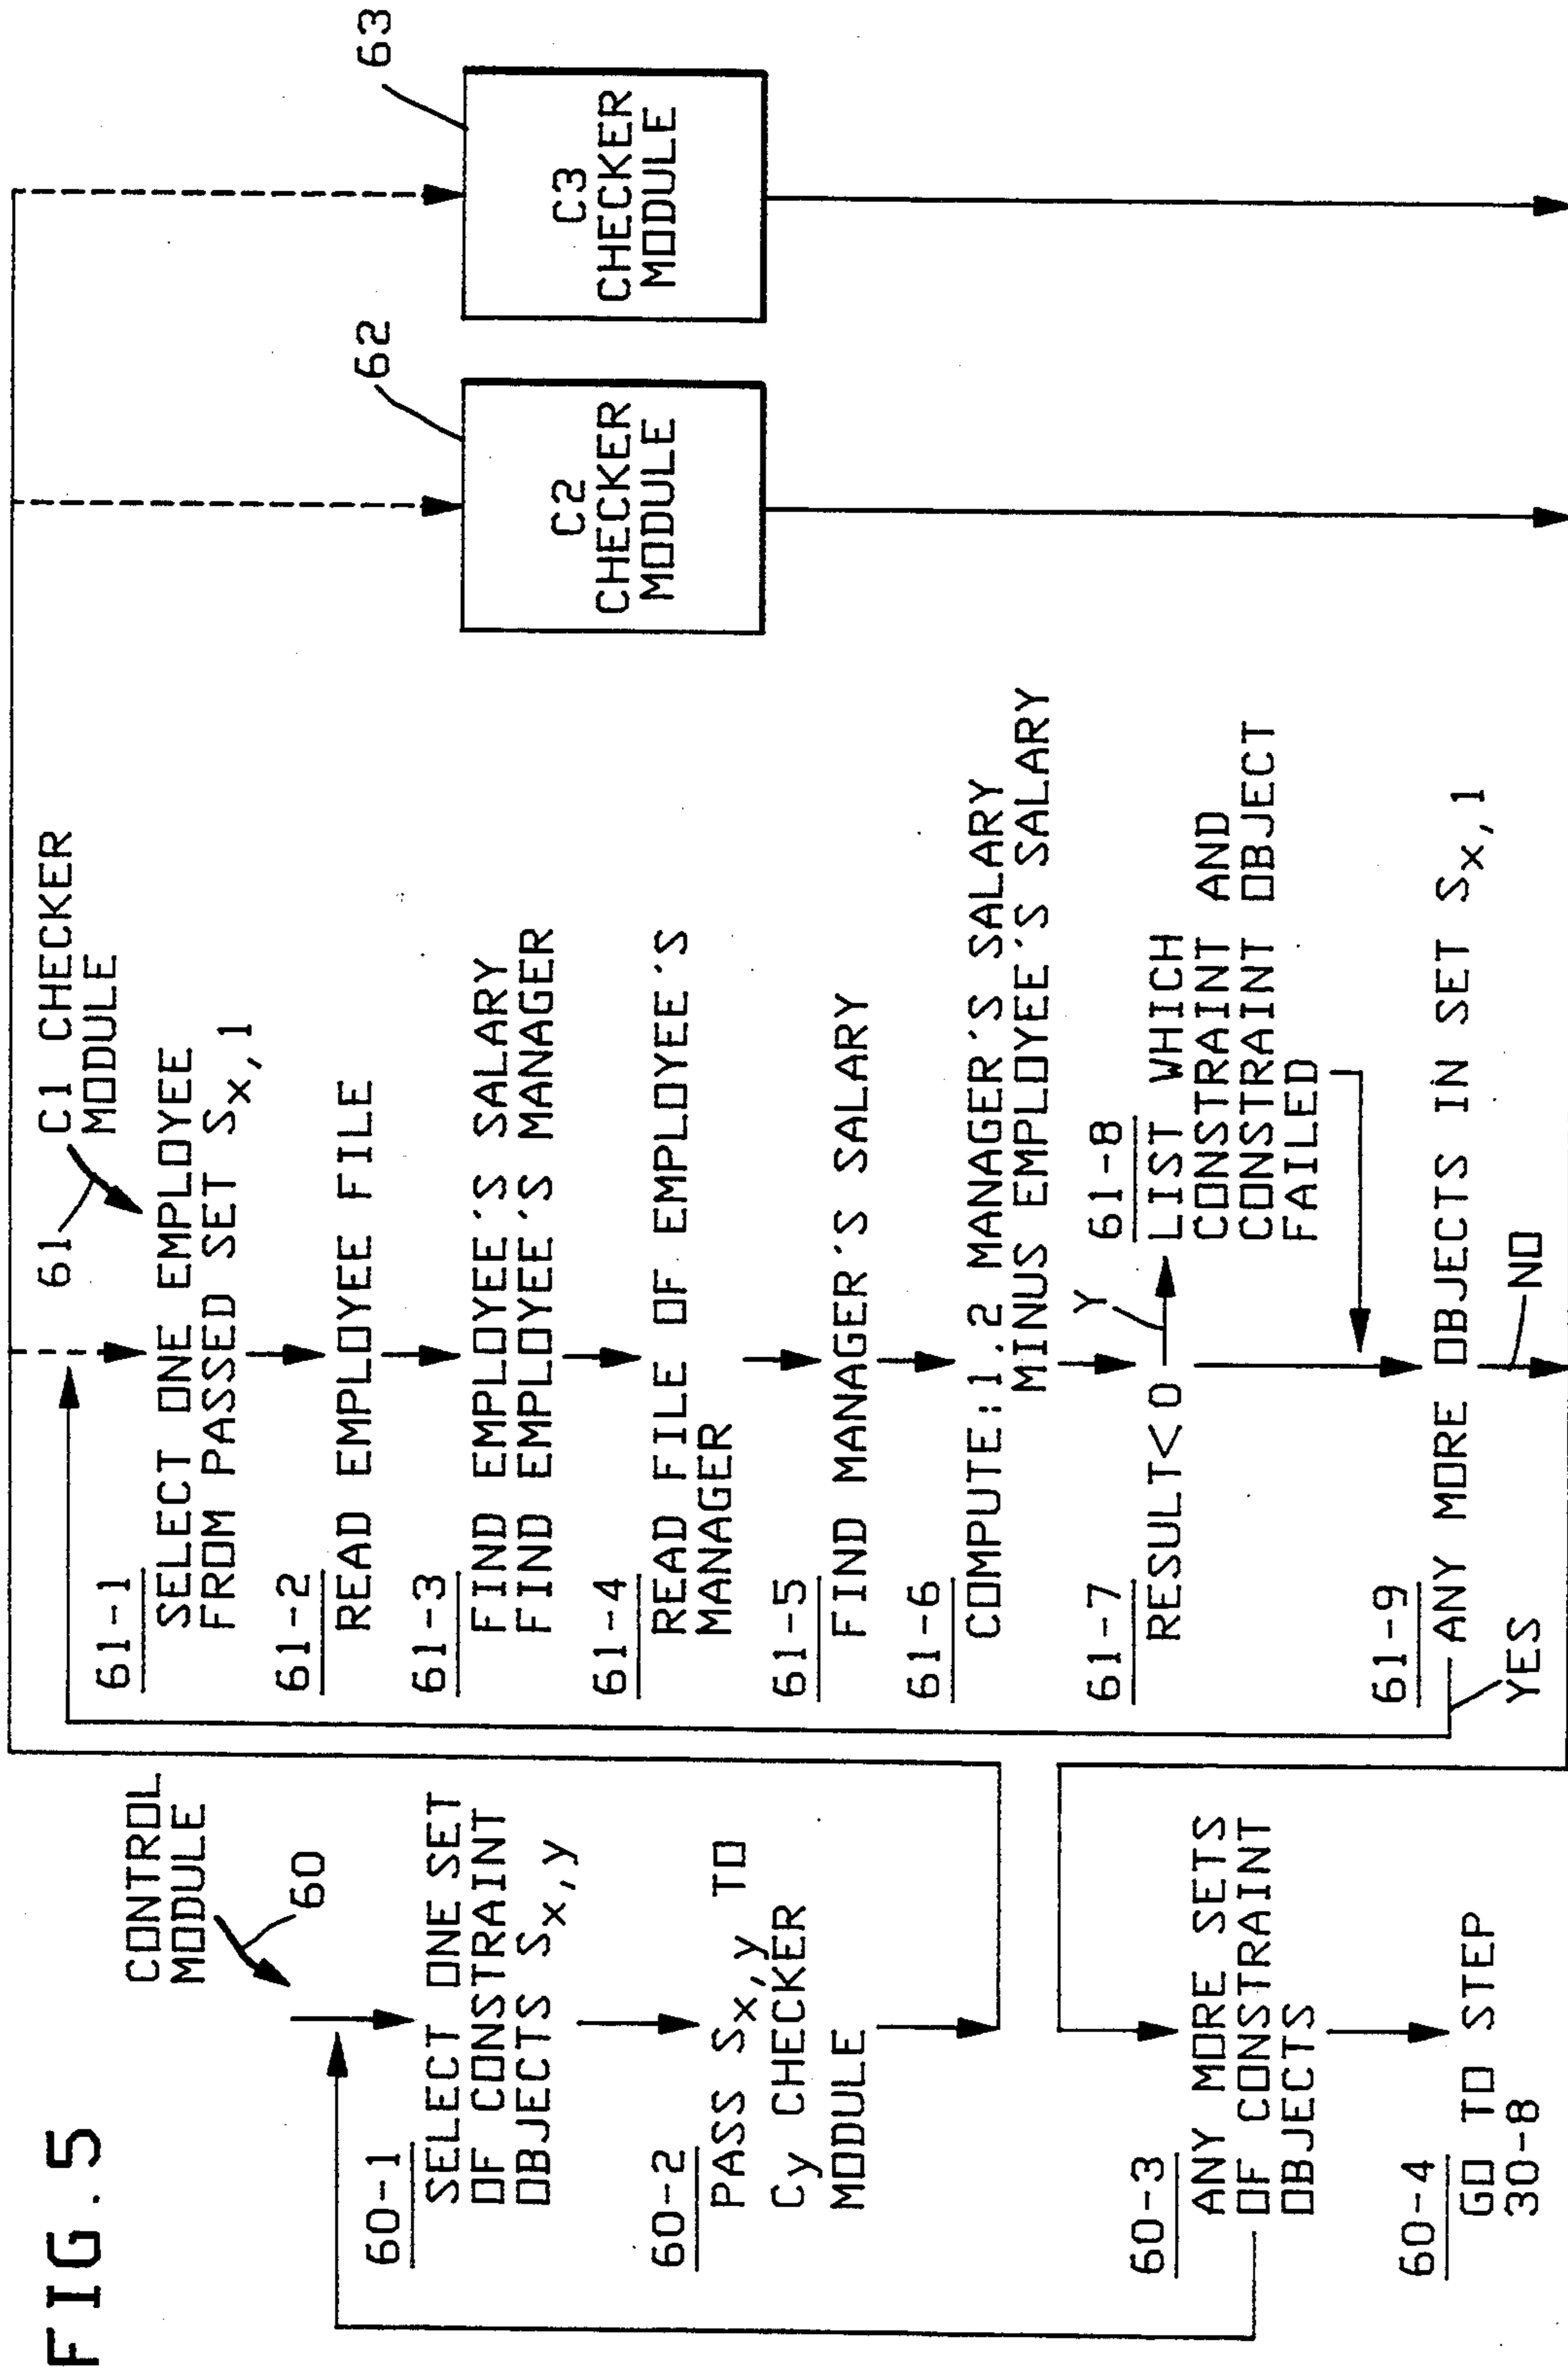 FIG. 5
CONTROL
MODULE
60
60-1
SELECT ONE SET
OF CONSTRAINT
OBJECTS Sx,y
60-2
PASS Sx,y TO
Cy CHECKER
MODULE
60-3
ANY MORE SETS
OF CONSTRAINT
OBJECTS
60-4
GO TO STEP
30-8
61
C1 CHECKER
MODULE
61-1
SELECT ONE EMPLOYEE
FROM PASSED SET Sx,1
61-2
READ EMPLOYEE FILE
61-3
FIND EMPLOYEE'S SALARY
FIND EMPLOYEE'S MANAGER
61-4
READ FILE OF EMPLOYEE'S
MANAGER
61-5
FIND MANAGER'S SALARY
61-6
COMPUTE: 1.2 MANAGER'S SALARY
MINUS EMPLOYEE'S SALARY
61-7
RESULT<0
Y
61-8
LIST WHICH
CONSTRAINT AND
CONSTRAINT OBJECT
FAILED
61-9
ANY MORE OBJECTS IN SET Sx,1
YES
NO
62
C2
CHECKER
MODULE
63
C3
CHECKER
MODULE